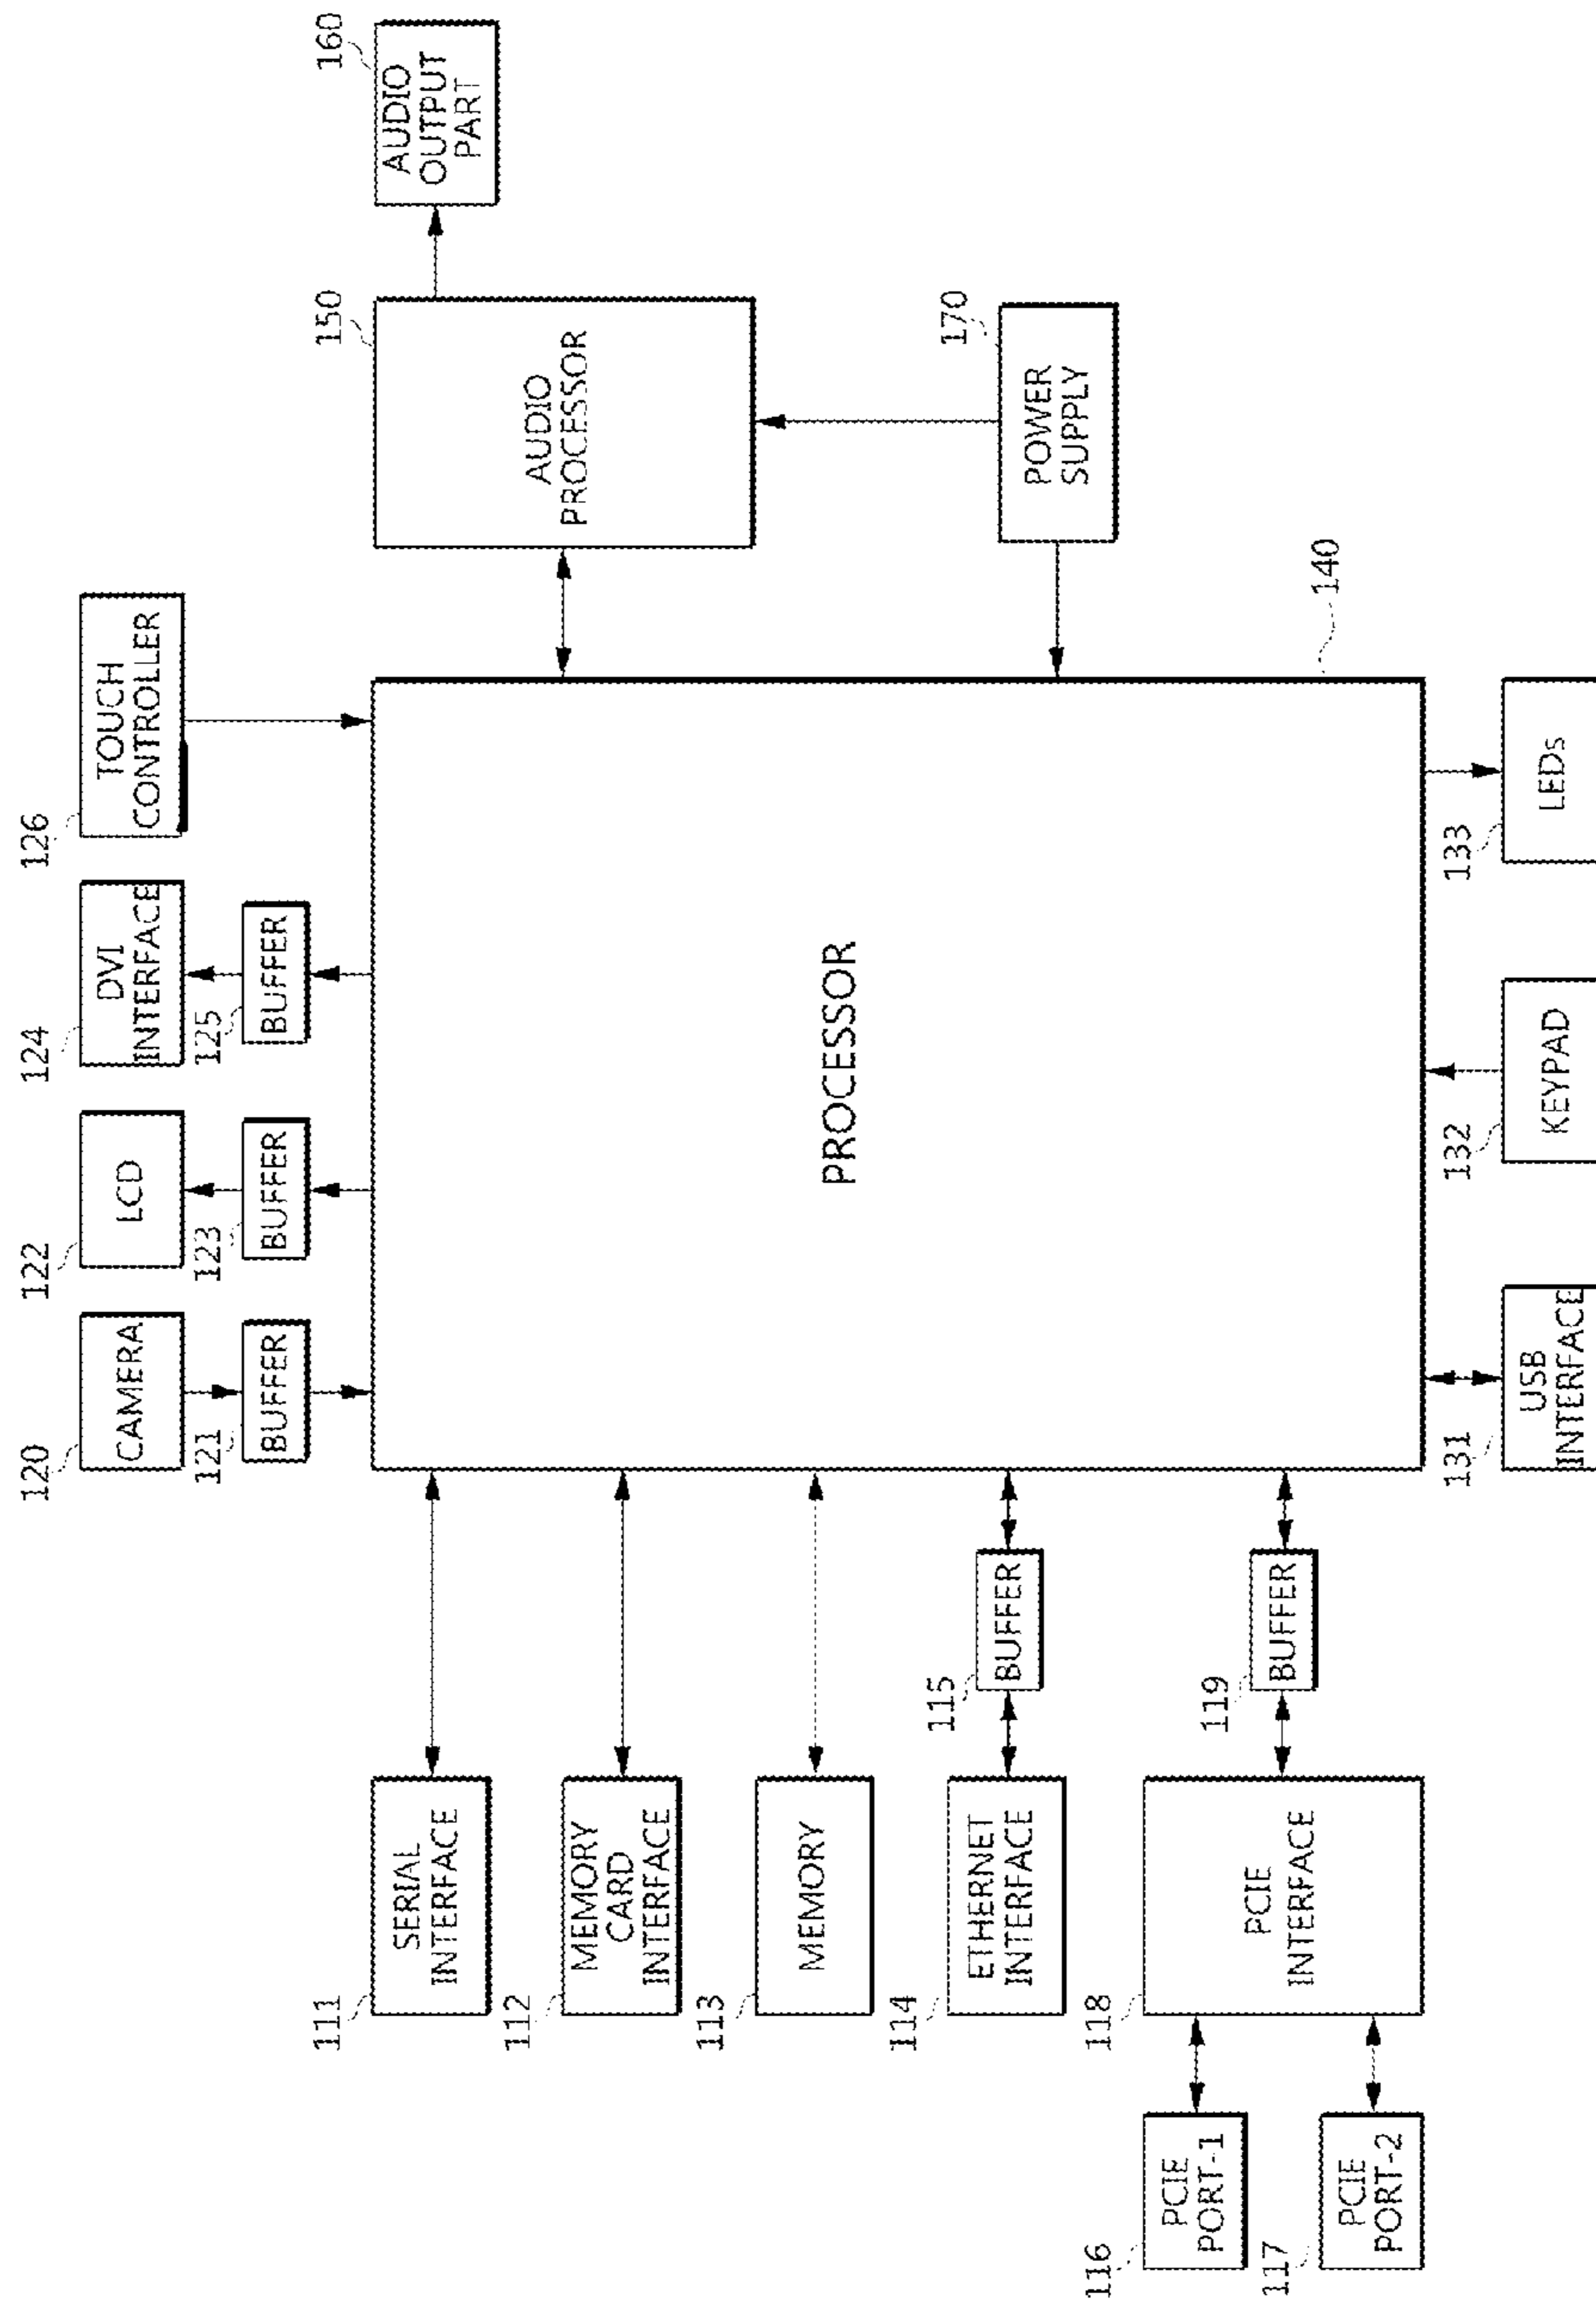 120
CAMERA
122
LCD
124
DVI
INTERFACE
126
TOUCH
CONTROLLER
121
BUFFER
123
BUFFER
125
BUFFER
111
SERIAL
INTERFACE
112
MEMORY
CARD
INTERFACE
113
MEMORY
114
ETHERNET
INTERFACE
115
BUFFER
116
PCIE
PORT-1
117
PCIE
PORT-2
118
PCIE
INTERFACE
119
BUFFER
PROCESSOR
140
150
AUDIO
PROCESSOR
160
AUDIO
OUTPUT
PART
170
POWER
SUPPLY
131
USB
INTERFACE
132
KEYPAD
133
LEDs